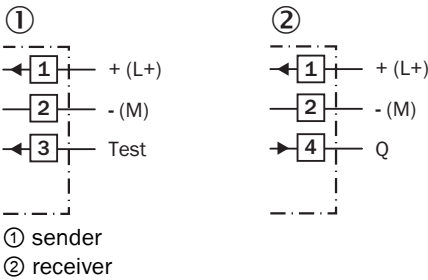 ① ②
1 + (L+) 1 + (L+)
2 - (M) 2 - (M)
3 Test 4 Q
① sender
② receiver